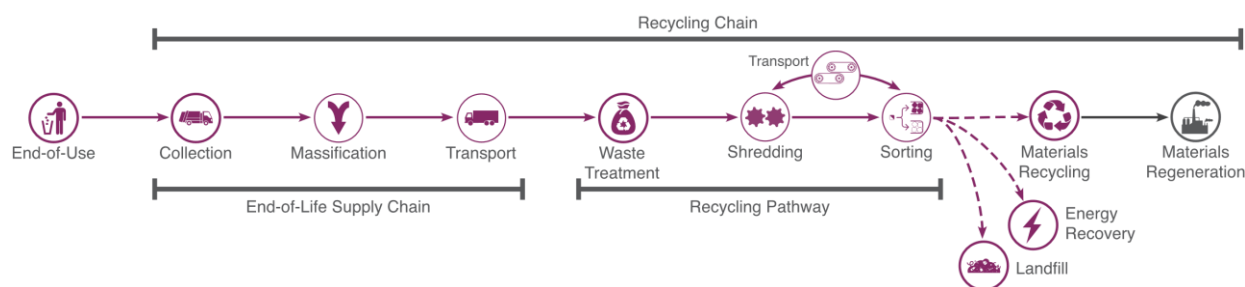 Recycling Chain
Transport
End-of-Use
Collection
Massification
Transport
Waste
Treatment
Shredding
Sorting
Materials
Recycling
Materials
Regeneration
End-of-Life Supply Chain
Recycling Pathway
Energy
Recovery
Landfill